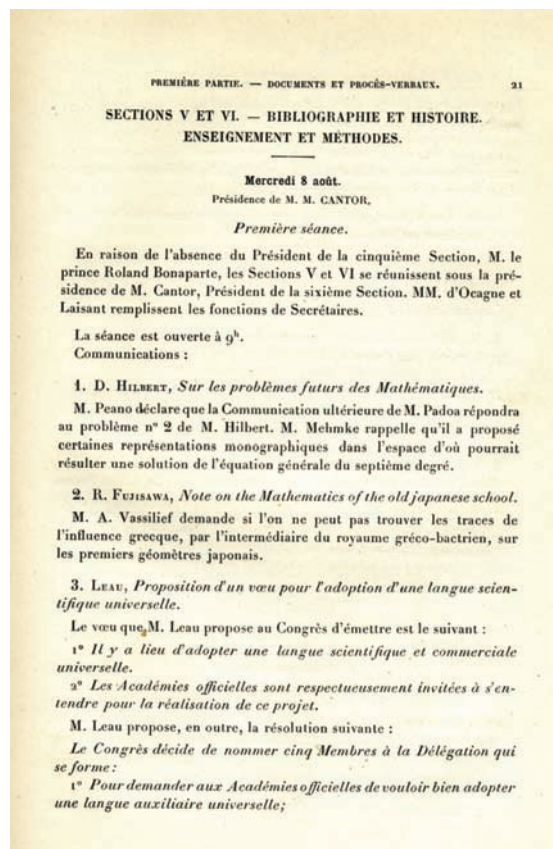 PREMIÈRE PARTIE. — DOCUMENTS ET PROCÈS-VERBAUX. 21
SECTIONS V ET VI. — BIBLIOGRAPHIE ET HISTOIRE.
ENSEIGNEMENT ET MÉTHODES.
Mercredi 8 août.
Présidence de M. M. CANTOR.
Première séance.
En raison de l'absence du Président de la cinquième Section, M. le
prince Roland Bonaparte, les Sections V et VI se réunissent sous la pré-
sidence de M. Cantor, Président de la sixième Section. MM. d'Ocagne et
Laisant remplissent les fonctions de Secrétaires.
La séance est ouverte à 9ʰ.
Communications :
1. D. HILBERT, Sur les problèmes futurs des Mathématiques.
M. Peano déclare que la Communication ultérieure de M. Padoa répondra
au problème n° 2 de M. Hilbert. M. Mehmke rappelle qu'il a proposé
certaines représentations monographiques dans l'espace d'où pourrait
résulter une solution de l'équation générale du septième degré.
2. R. FUJISAWA, Note on the Mathematics of the old japanese school.
M. A. Vassilief demande si l'on ne peut pas trouver les traces de
l'influence grecque, par l'intermédiaire du royaume gréco-bactrien, sur
les premiers géomètres japonais.
3. LEAU, Proposition d'un vœu pour l'adoption d'une langue scien-
tifique universelle.
Le vœu que M. Leau propose au Congrès d'émettre est le suivant :
1° Il y a lieu d'adopter une langue scientifique et commerciale
universelle.
2° Les Académies officielles sont respectueusement invitées à s'en-
tendre pour la réalisation de ce projet.
M. Leau propose, en outre, la résolution suivante :
Le Congrès décide de nommer cinq Membres à la Délégation qui
se forme :
1° Pour demander aux Académies officielles de vouloir bien adopter
une langue auxiliaire universelle;